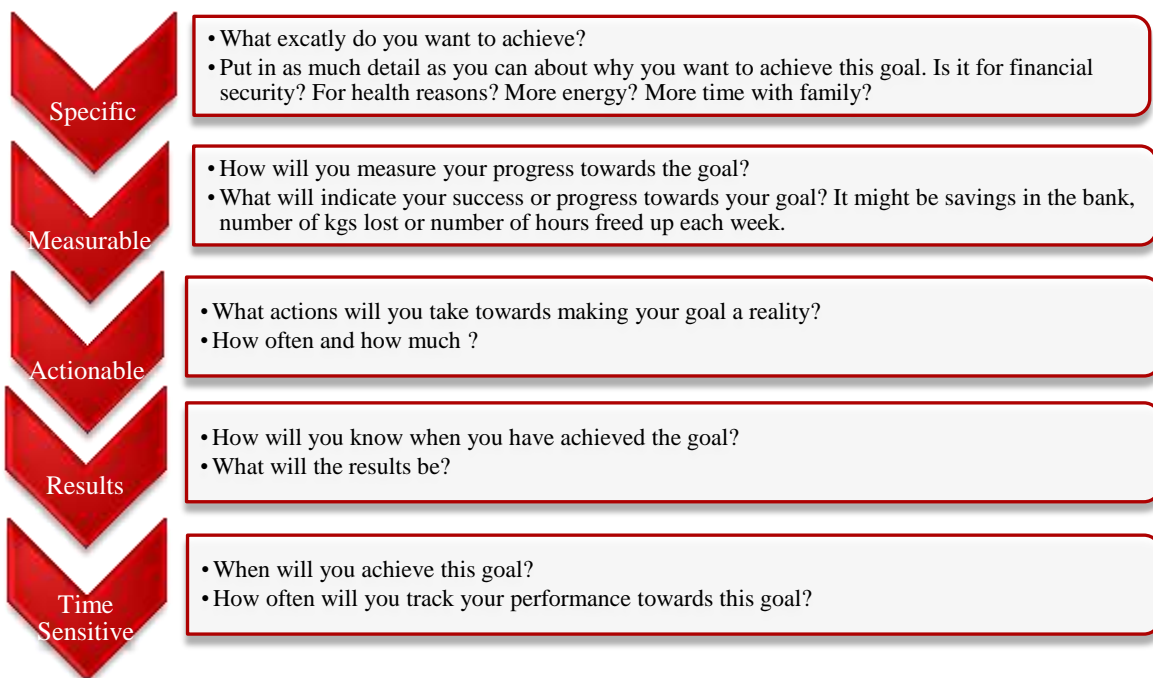 Specific
• What excatly do you want to achieve?
• Put in as much detail as you can about why you want to achieve this goal. Is it for financial
security? For health reasons? More energy? More time with family?
Measurable
• How will you measure your progress towards the goal?
• What will indicate your success or progress towards your goal? It might be savings in the bank,
number of kgs lost or number of hours freed up each week.
Actionable
• What actions will you take towards making your goal a reality?
• How often and how much ?
Results
• How will you know when you have achieved the goal?
• What will the results be?
Time
Sensitive
• When will you achieve this goal?
• How often will you track your performance towards this goal?